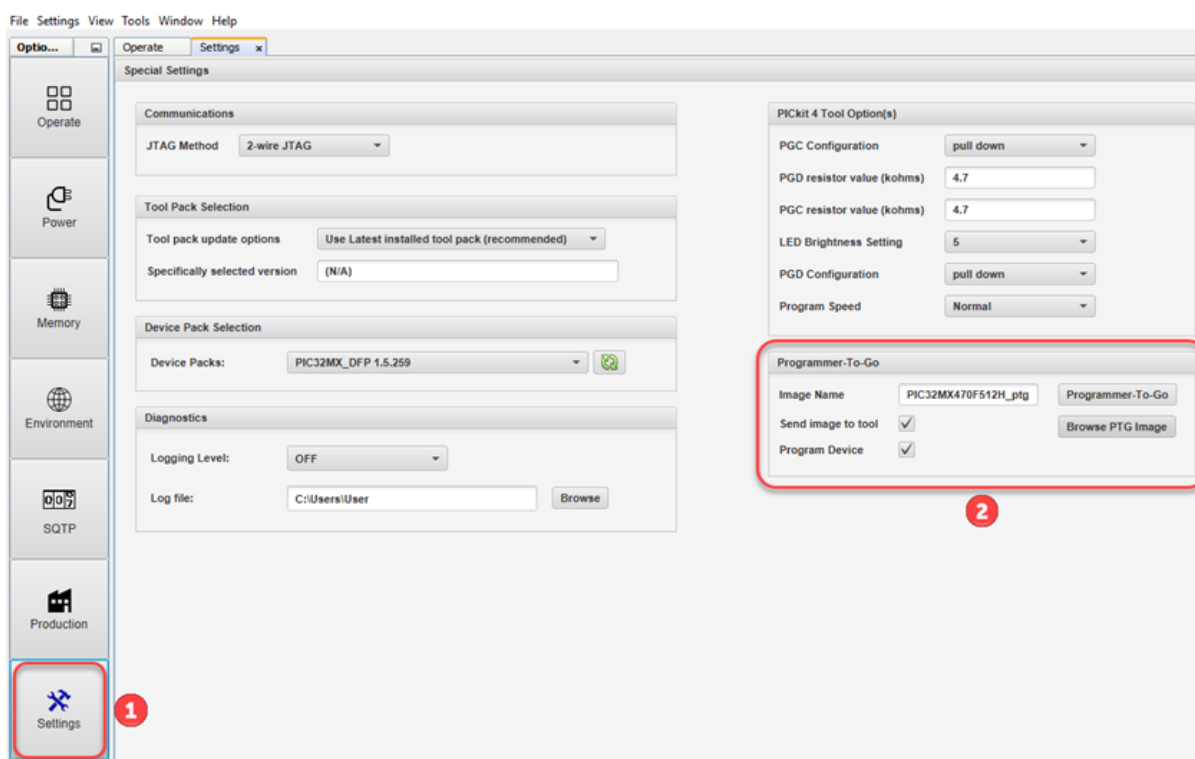 File Settings View Tools Window Help
Optio...
Operate Settings x
Operate
Power
Memory
Environment
SQTP
Production
Settings
1
Special Settings
Communications
JTAG Method 2-wire JTAG
Tool Pack Selection
Tool pack update options Use Latest installed tool pack (recommended)
Specifically selected version (N/A)
Device Pack Selection
Device Packs: PIC32MX_DFP 1.5.259
Diagnostics
Logging Level: OFF
Log file: C:\Users\User Browse
PICkit 4 Tool Option(s)
PGC Configuration pull down
PGD resistor value (kohms) 4.7
PGC resistor value (kohms) 4.7
LED Brightness Setting 5
PGD Configuration pull down
Program Speed Normal
Programmer-To-Go
Image Name PIC32MX470F512H_ptg Programmer-To-Go
Send image to tool Browse PTG Image
Program Device
2